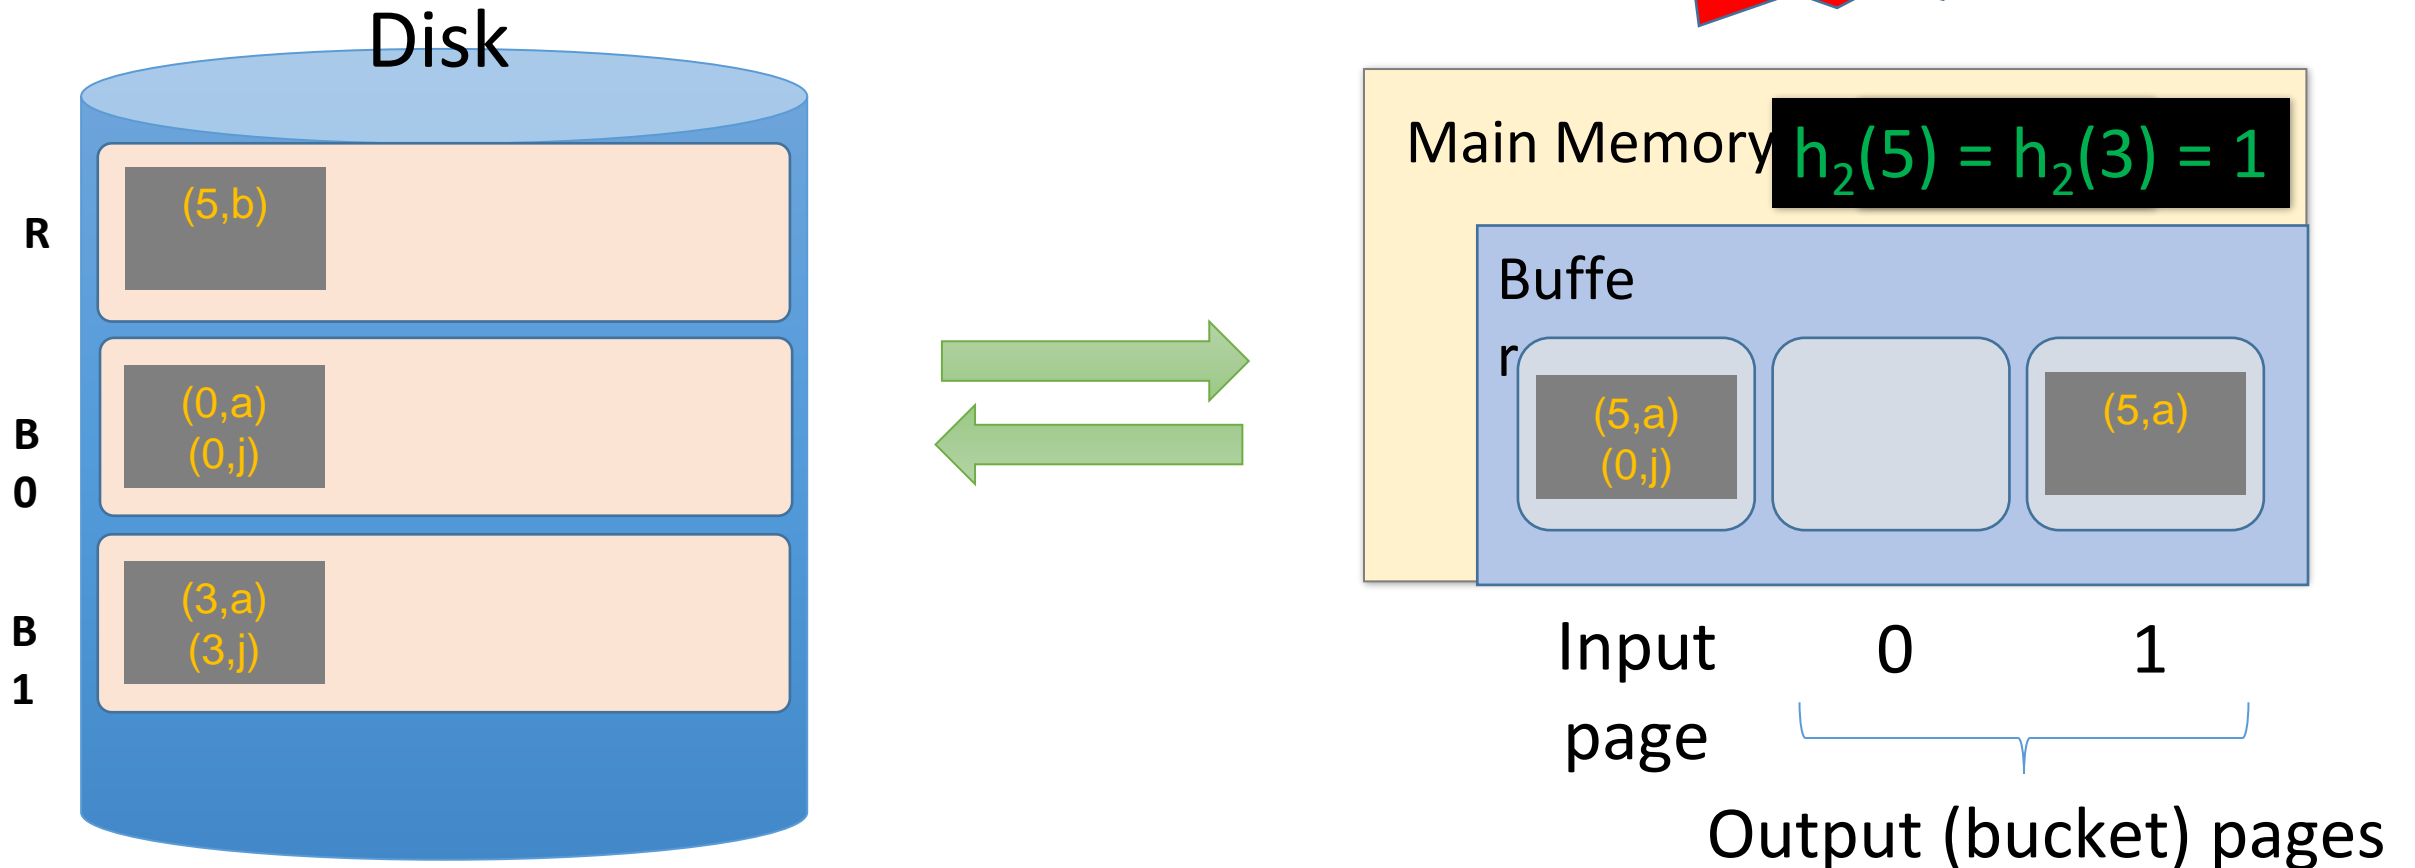 Disk
R
(5,b)
B
0
(0,a)
(0,j)
B
1
(3,a)
(3,j)
Main Memory
h₂(5) = h₂(3) = 1
Buffe
r
(5,a)
(0,j)
(5,a)
Input
page
0
1
Output (bucket) pages